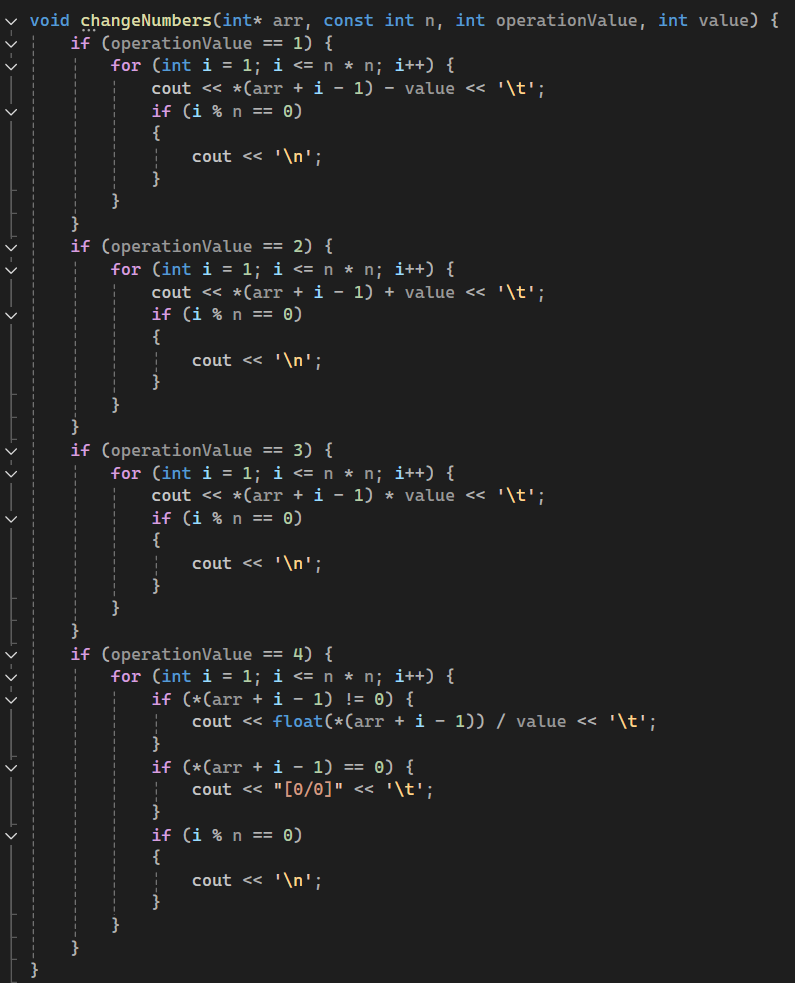 void changeNumbers(int* arr, const int n, int operationValue, int value) {
    if (operationValue == 1) {
        for (int i = 1; i <= n * n; i++) {
            cout << *(arr + i - 1) - value << '\t';
            if (i % n == 0)
            {
                cout << '\n';
            }
        }
    }
    if (operationValue == 2) {
        for (int i = 1; i <= n * n; i++) {
            cout << *(arr + i - 1) + value << '\t';
            if (i % n == 0)
            {
                cout << '\n';
            }
        }
    }
    if (operationValue == 3) {
        for (int i = 1; i <= n * n; i++) {
            cout << *(arr + i - 1) * value << '\t';
            if (i % n == 0)
            {
                cout << '\n';
            }
        }
    }
    if (operationValue == 4) {
        for (int i = 1; i <= n * n; i++) {
            if (*(arr + i - 1) != 0) {
                cout << float(*(arr + i - 1)) / value << '\t';
            }
            if (*(arr + i - 1) == 0) {
                cout << "[0/0]" << '\t';
            }
            if (i % n == 0)
            {
                cout << '\n';
            }
        }
    }
}